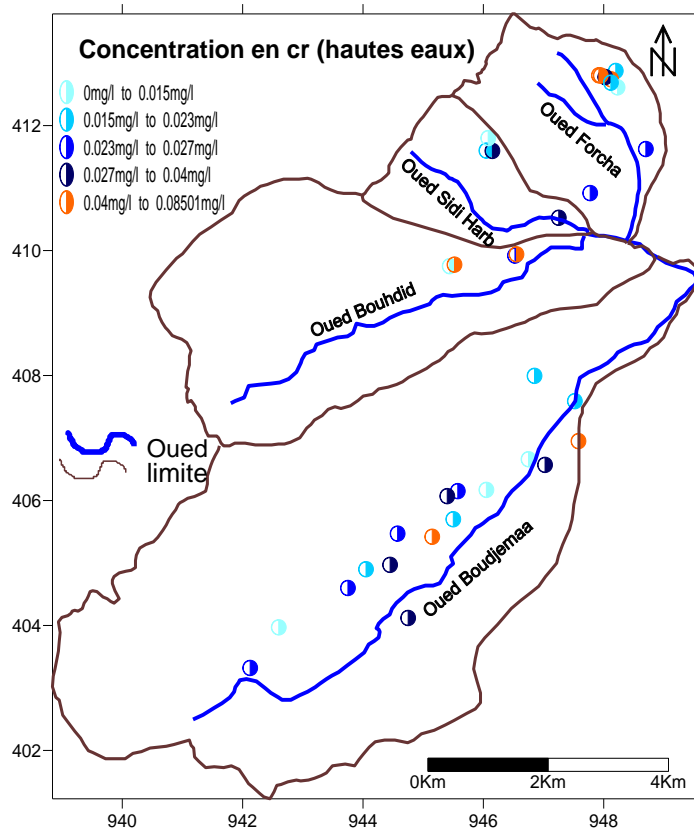 Concentration en cr (hautes eaux)
N
0mg/l to 0.015mg/l
0.015mg/l to 0.023mg/l
0.023mg/l to 0.027mg/l
0.027mg/l to 0.04mg/l
0.04mg/l to 0.08501mg/l
412
410
408
406
404
402
Oued Forcha
Oued Sidi Harb
Oued Bouhdid
Oued
limite
Oued Boudjemaa
0Km 2Km 4Km
940 942 944 946 948